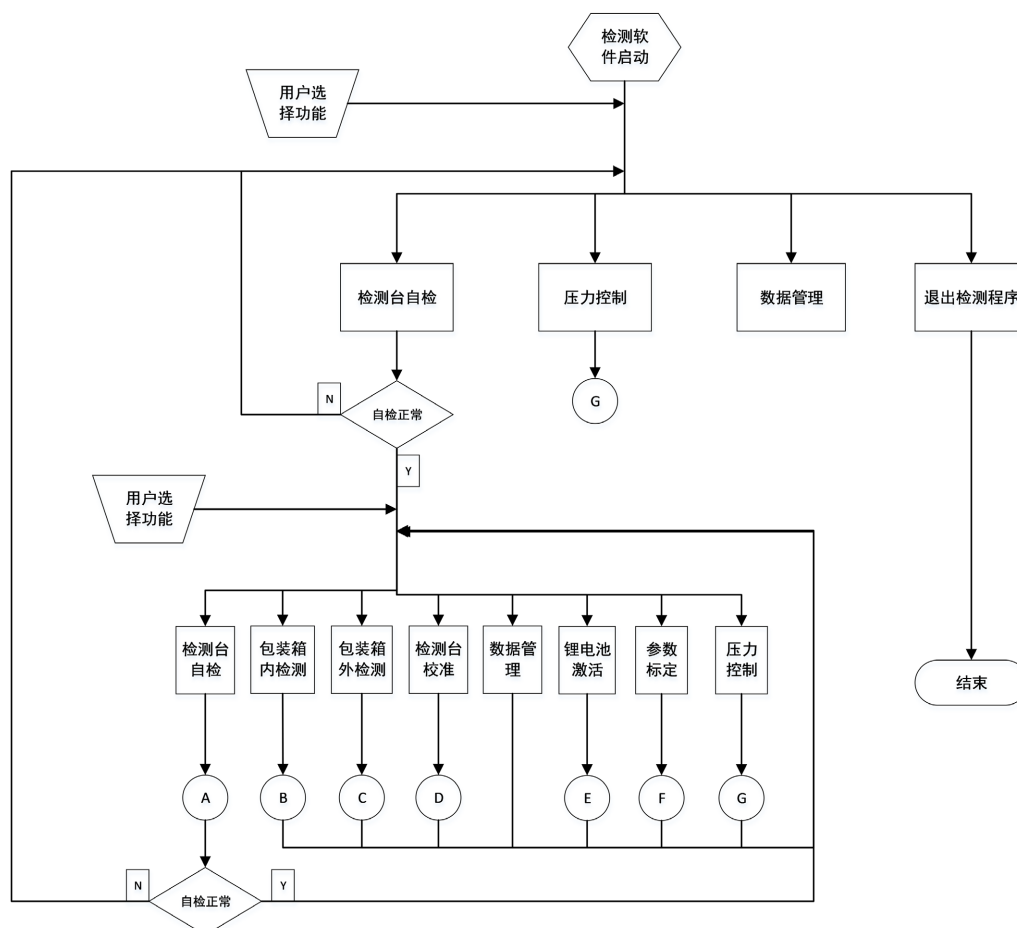 检测软
件启动
用户选
择功能
检测台自检
压力控制
数据管理
退出检测程序
N
自检正常
G
Y
用户选
择功能
检测台
自检
包装箱
内检测
包装箱
外检测
检测台
校准
数据管
理
锂电池
激活
参数
标定
压力
控制
结束
A
B
C
D
E
F
G
N
自检正常
Y